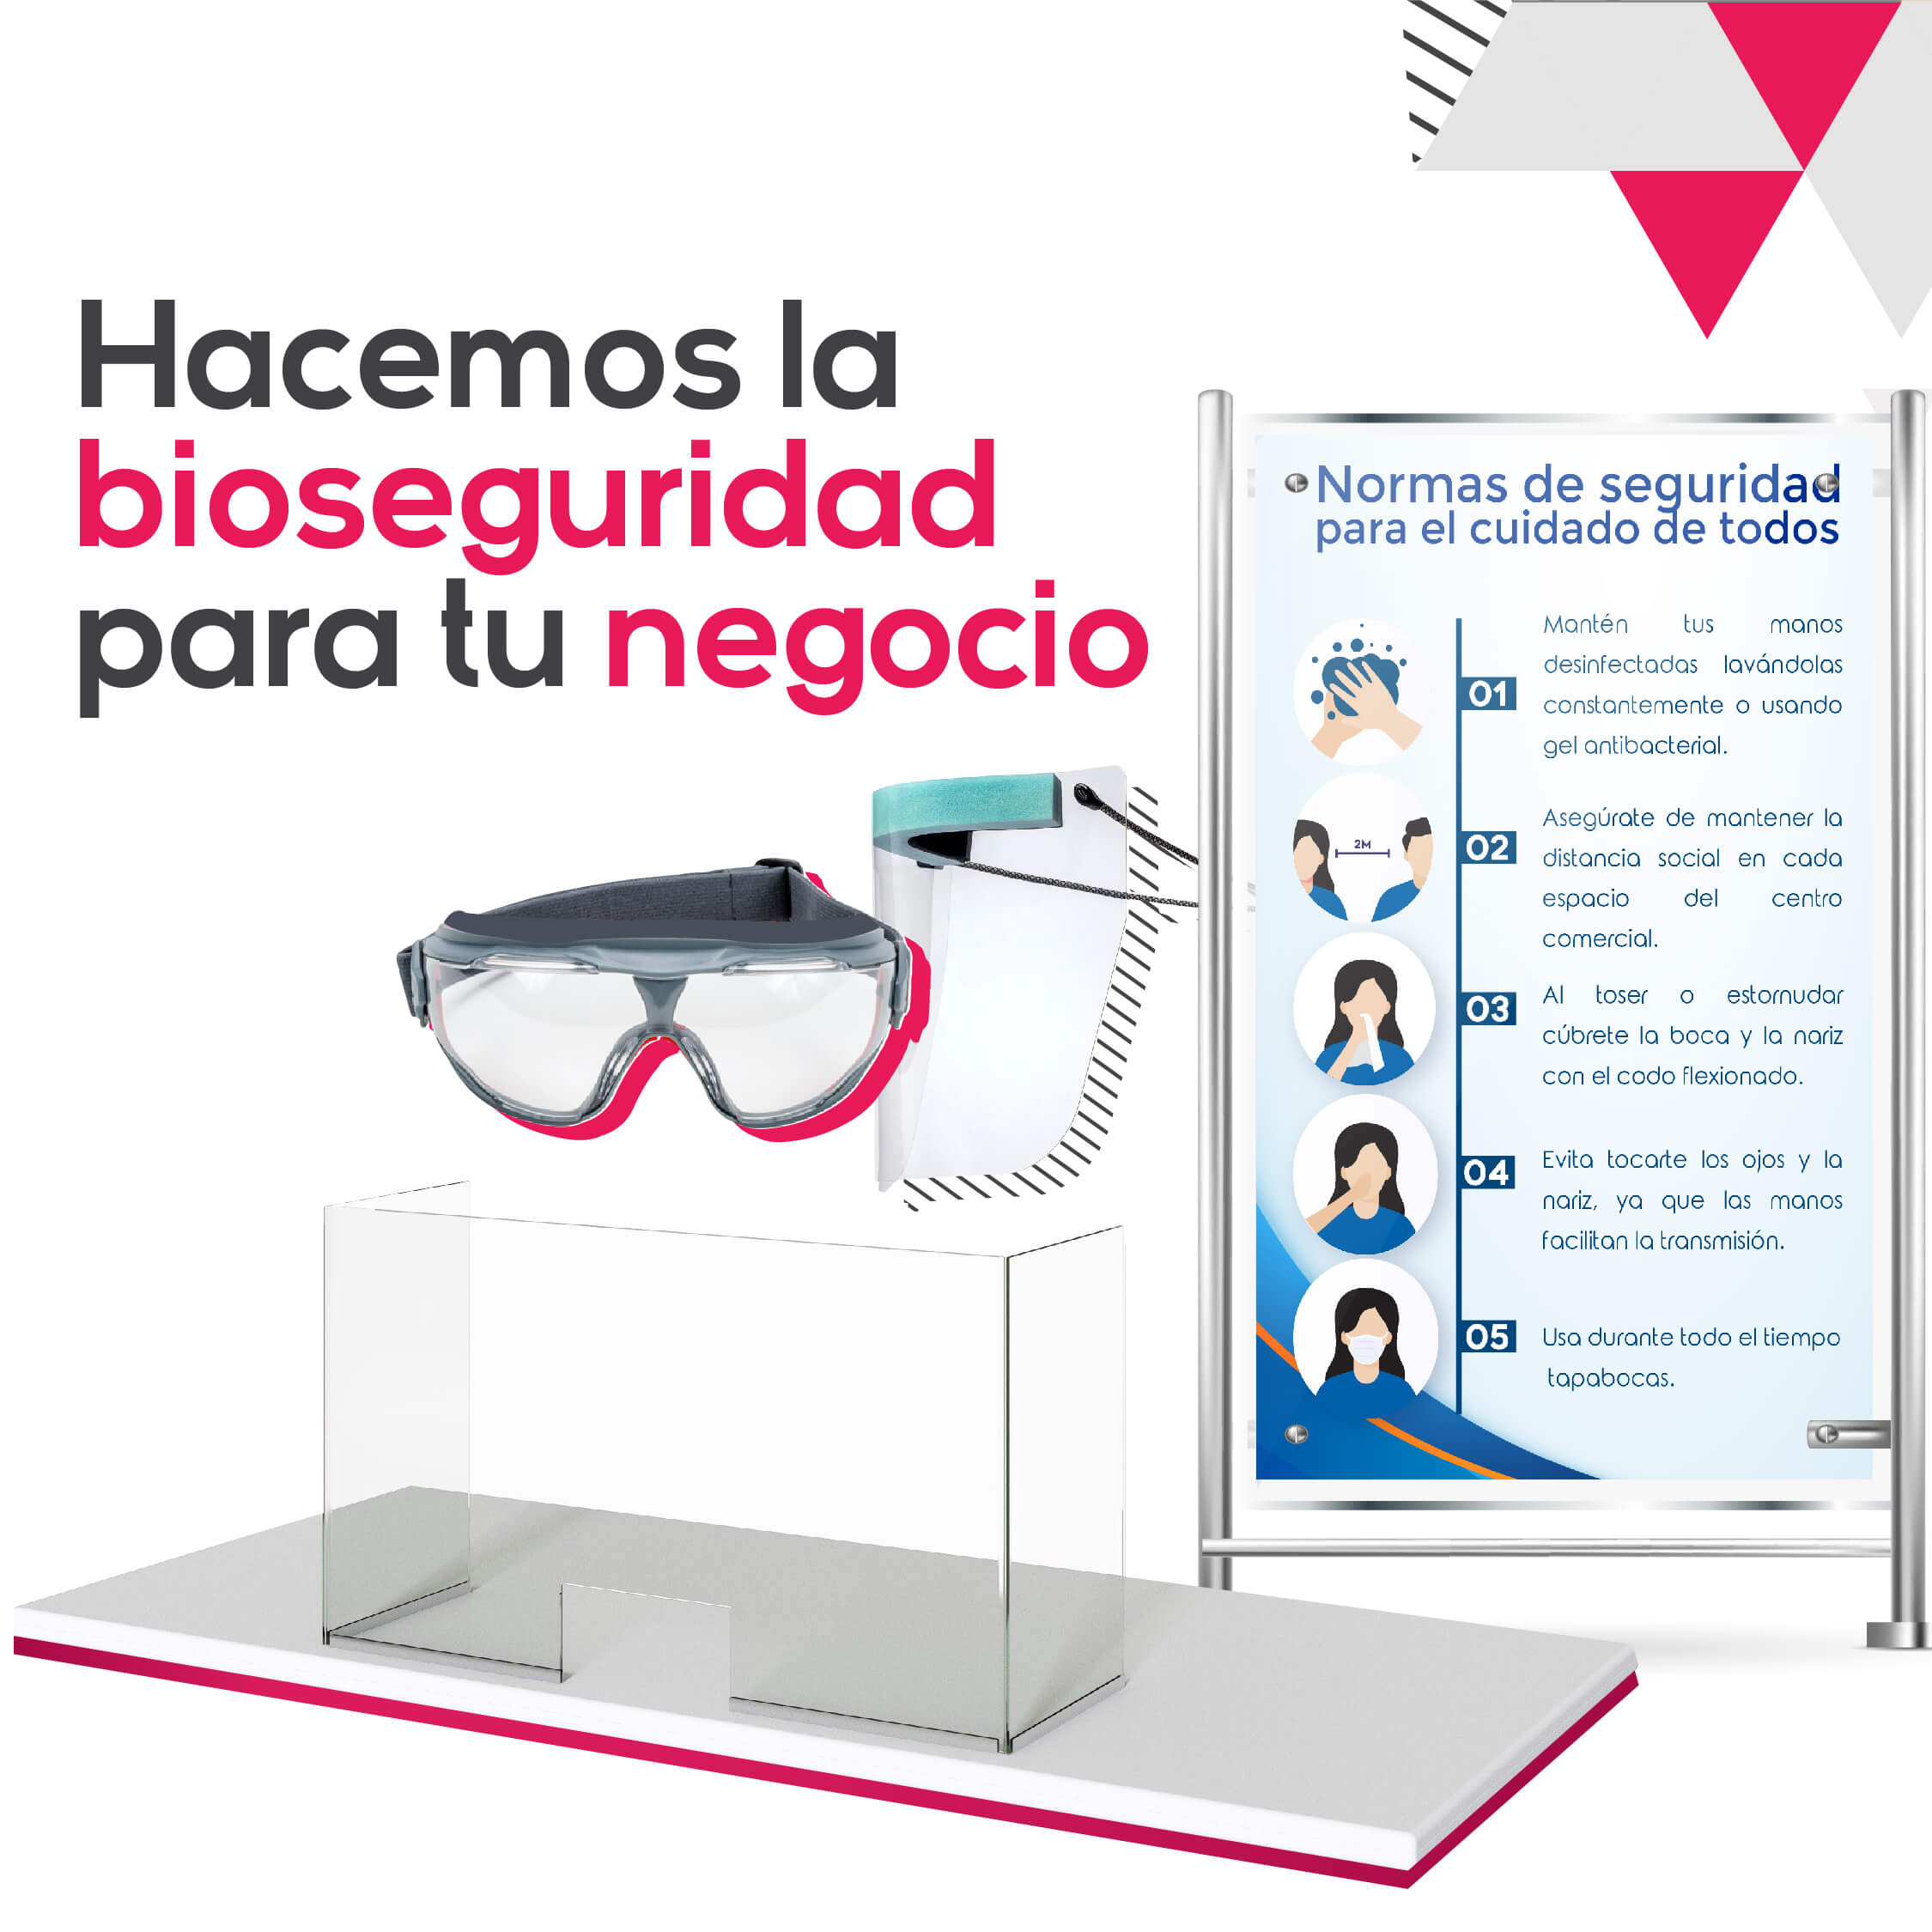 Hacemos la
bioseguridad
para tu negocio
Normas de seguridad
para el cuidado de todos
01
Mantén tus manos
desinfectadas lavándolas
constantemente o usando
gel antibacterial.
2M
02
Asegúrate de mantener la
distancia social en cada
espacio del centro
comercial.
03
Al toser o estornudar
cúbrete la boca y la nariz
con el codo flexionado.
04
Evita tocarte los ojos y la
nariz, ya que las manos
facilitan la transmisión.
05
Usa durante todo el tiempo
tapabocas.